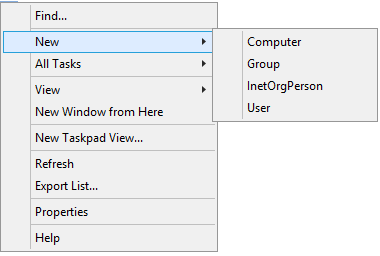 Find...
New
All Tasks
View
New Window from Here
New Taskpad View...
Refresh
Export List...
Properties
Help
Computer
Group
InetOrgPerson
User